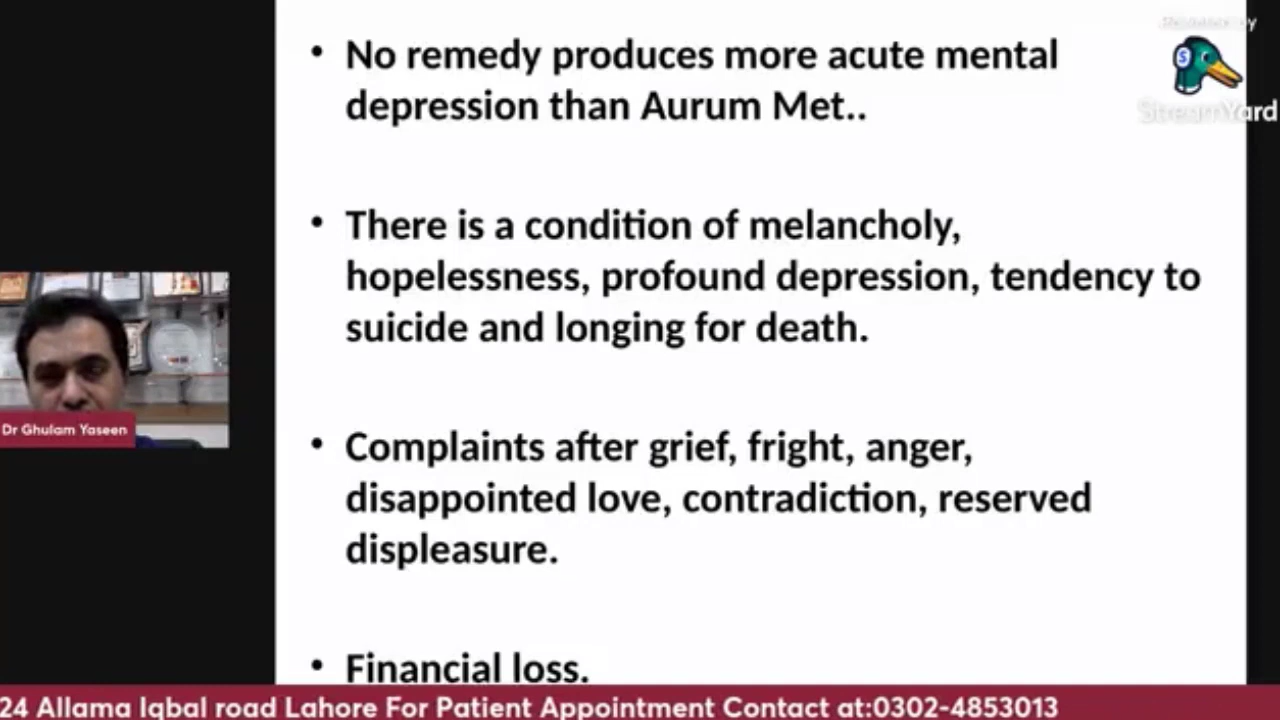 • No remedy produces more acute mental
depression than Aurum Met..
• There is a condition of melancholy,
hopelessness, profound depression, tendency to
suicide and longing for death.
• Complaints after grief, fright, anger,
disappointed love, contradiction, reserved
displeasure.
• Financial loss.
Powered by
StreamYard
Dr Ghulam Yaseen
24 Allama Iqbal road Lahore For Patient Appointment Contact at:0302-4853013